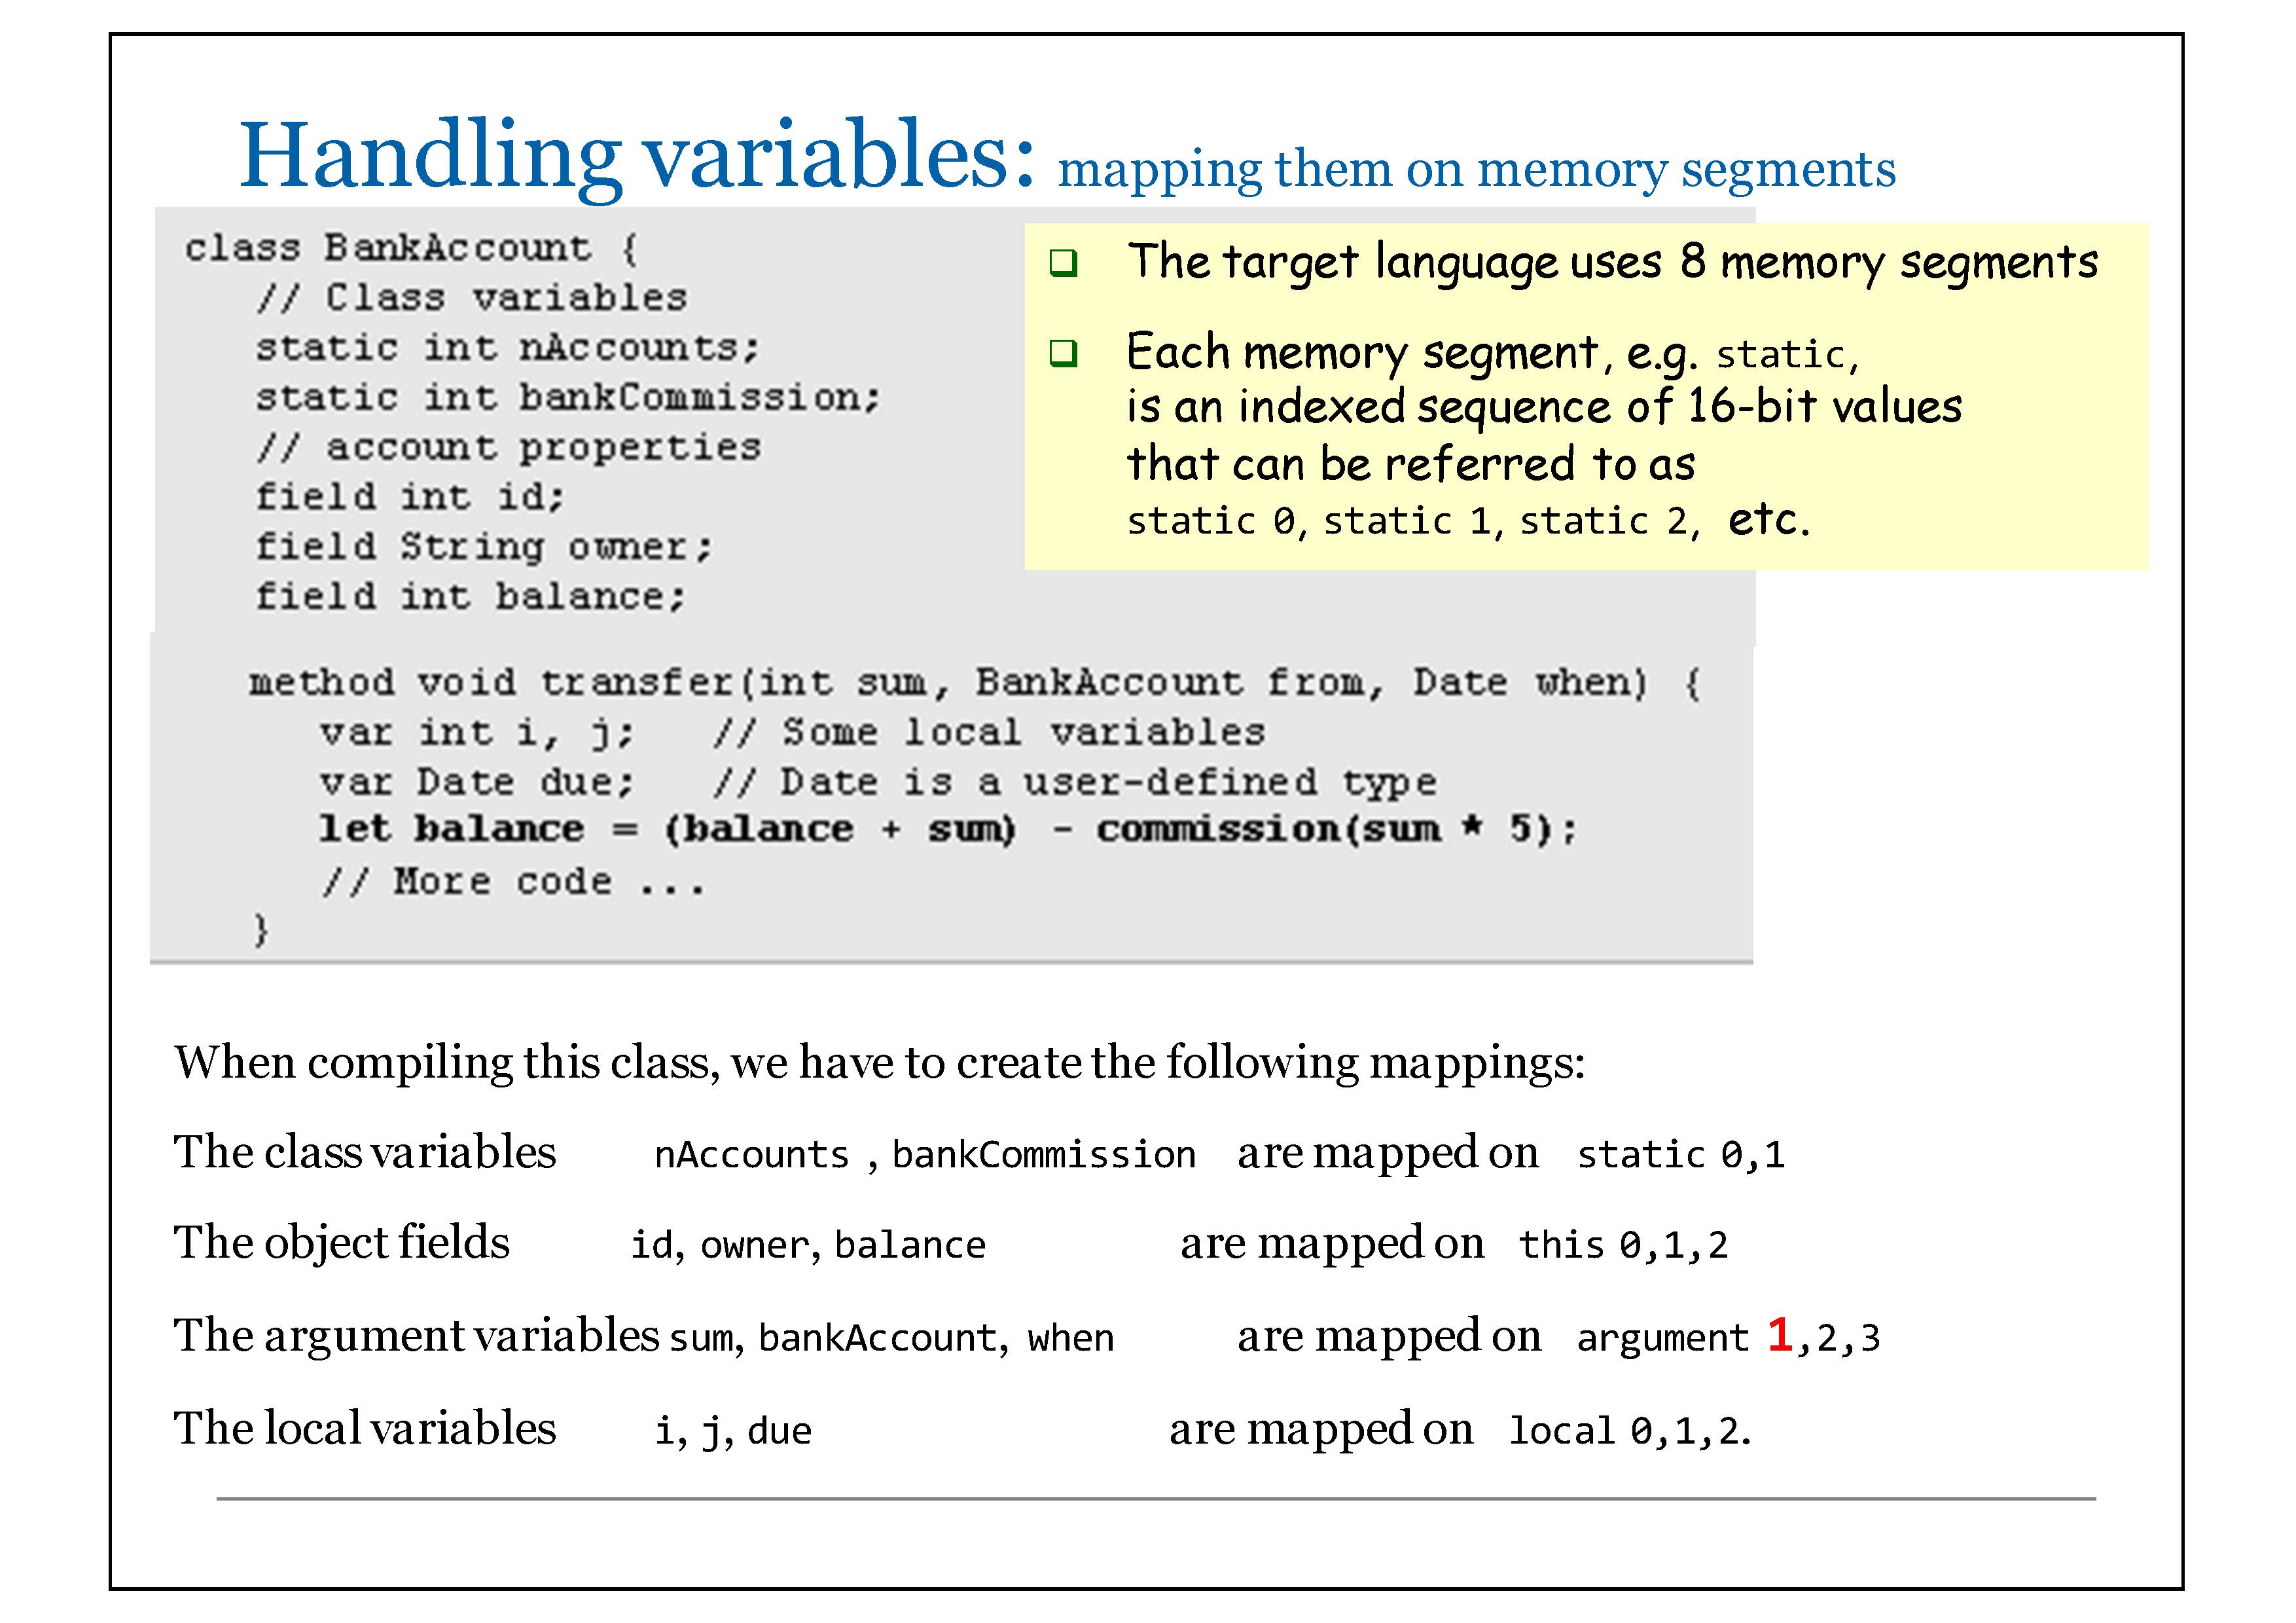 Handling variables: mapping them on memory segments
class BankAccount {
// Class variables
static int nAccounts;
static int bankCommission;
// account properties
field int id;
field String owner;
field int balance;
❑ The target language uses 8 memory segments
❑ Each memory segment, e.g. static,
is an indexed sequence of 16-bit values
that can be referred to as
static 0, static 1, static 2, etc.
method void transfer(int sum, BankAccount from, Date when) {
var int i, j; // Some local variables
var Date due; // Date is a user-defined type
let balance = (balance + sum) - commission(sum * 5);
// More code ...
}
When compiling this class, we have to create the following mappings:
The class variables nAccounts , bankCommission are mapped on static 0,1
The object fields id, owner, balance are mapped on this 0,1,2
The argument variables sum, bankAccount, when are mapped on argument 1,2,3
The local variables i, j, due are mapped on local 0,1,2.